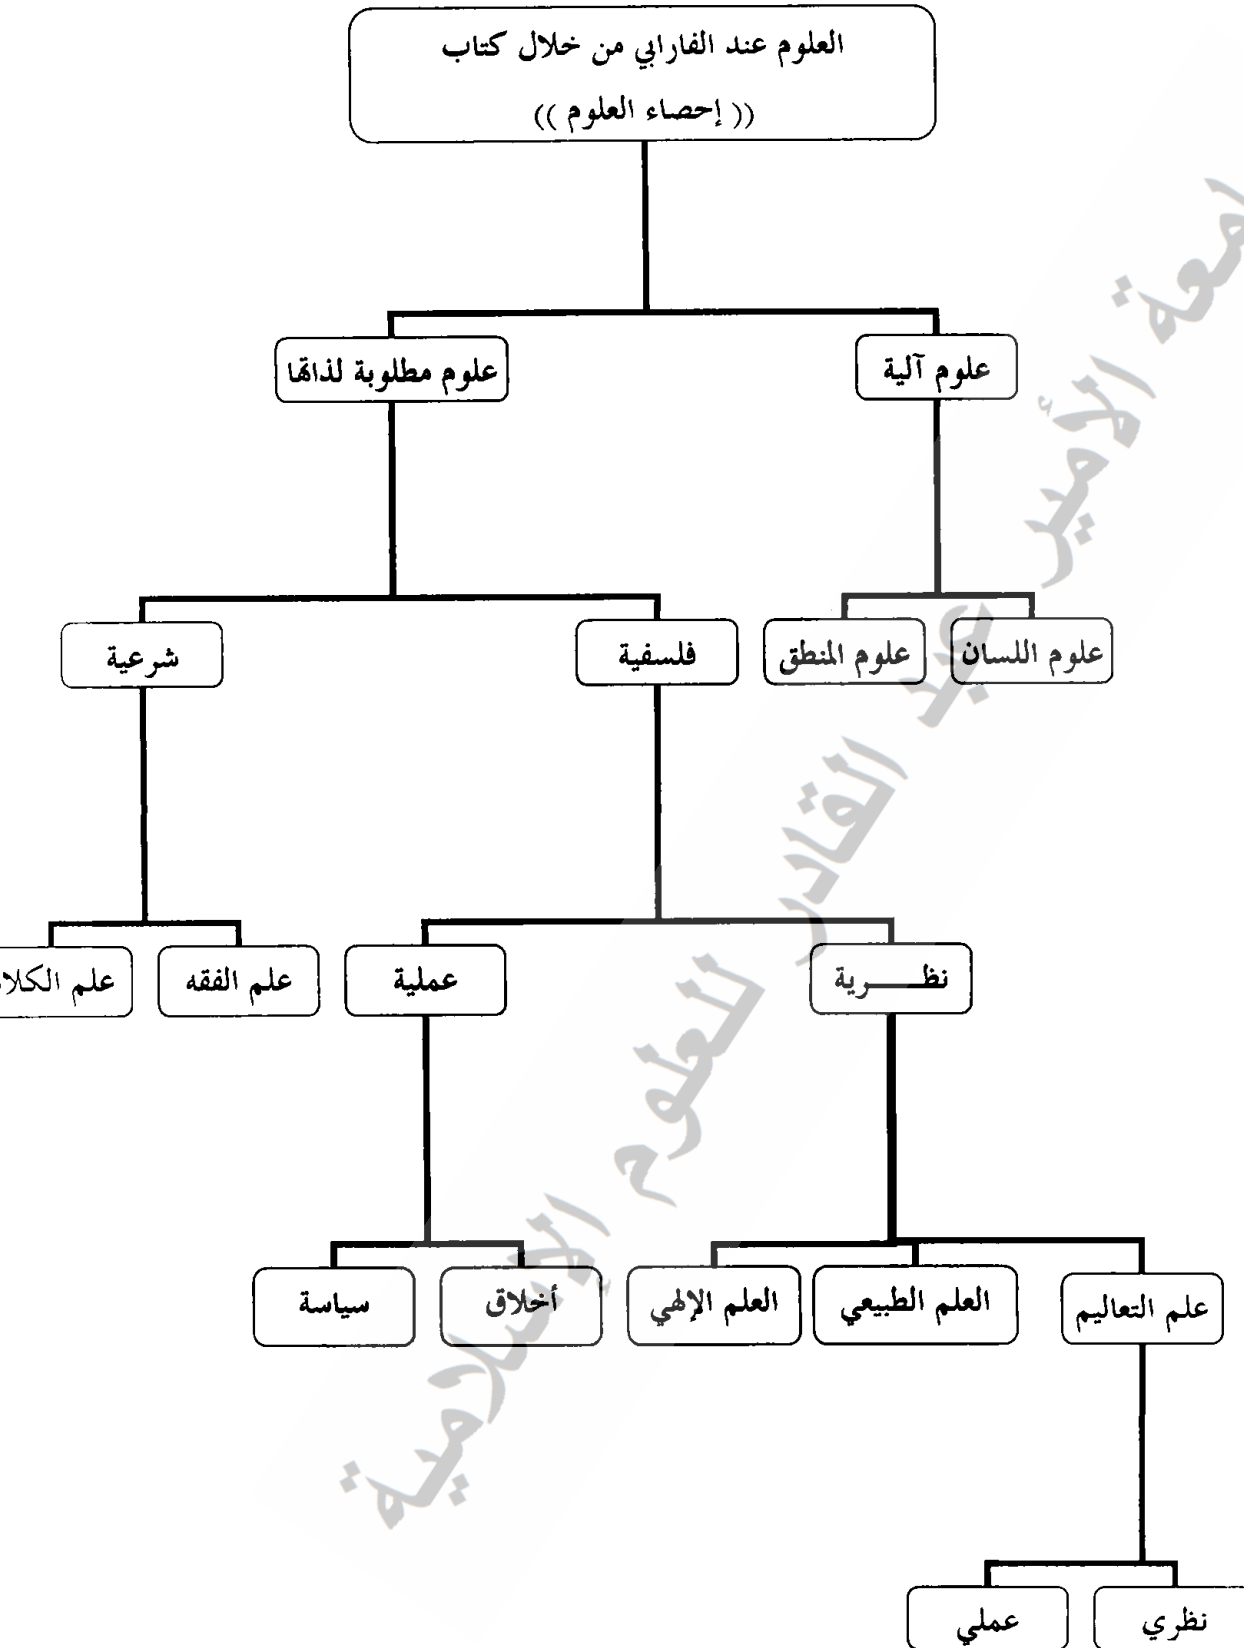 العلوم عند الفارابي من خلال كتاب
(( إحصاء العلوم ))
علوم آلية
علوم مطلوبة لذاتها
علوم اللسان
علوم المنطق
فلسفية
شرعية
نظـــرية
عملية
علم الفقه
علم الكلا
علم التعاليم
العلم الطبيعي
العلم الإلهي
أخلاق
سياسة
نظري
عملي
الأمير عبد القادر للعلوم الإسلامية